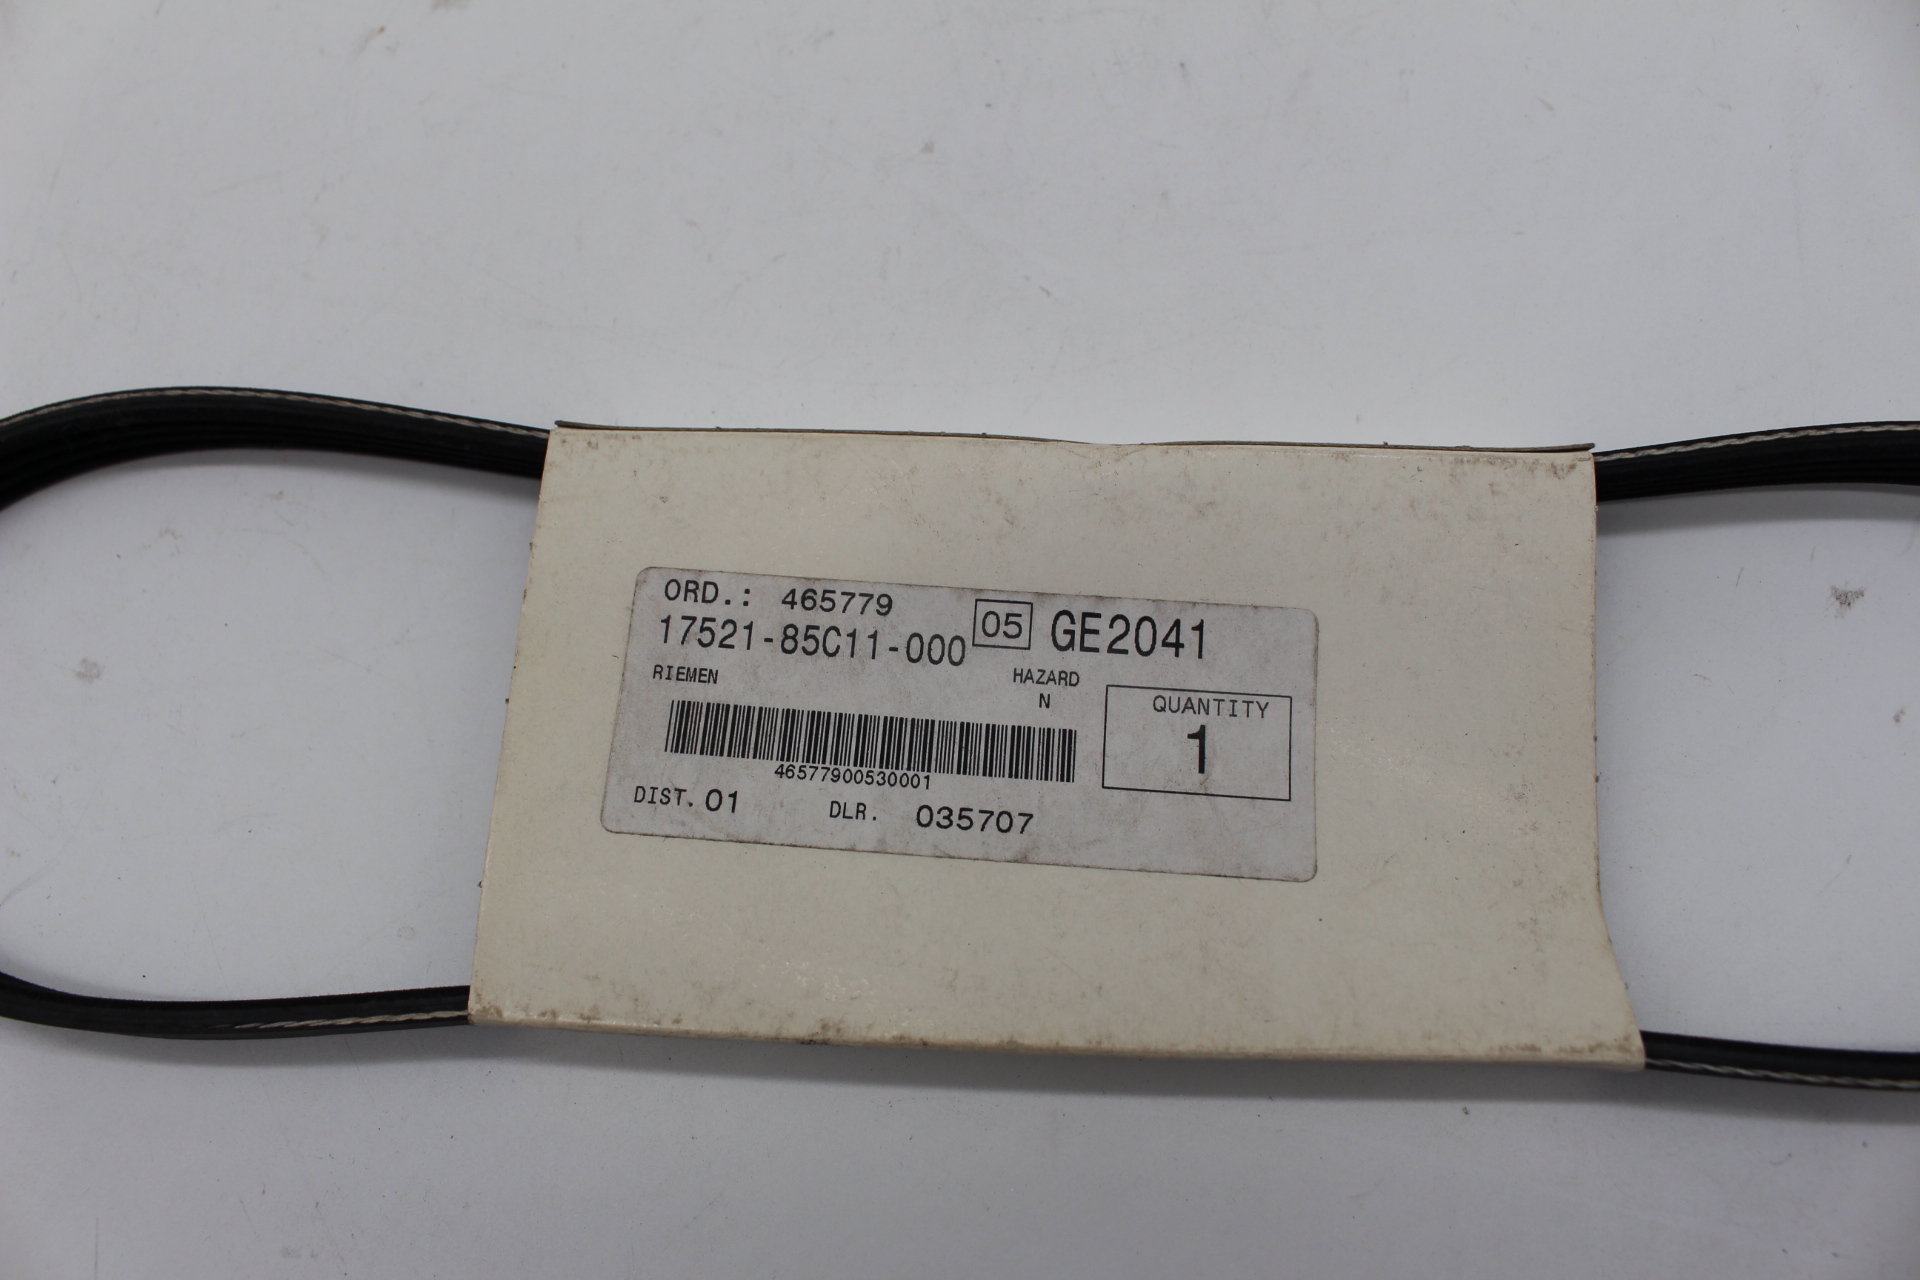 ORD.: 465779
17521-85C11-000 05 GE2041
RIEMEN HAZARD
N
QUANTITY
1
46577900530001
DIST. 01 DLR. 035707